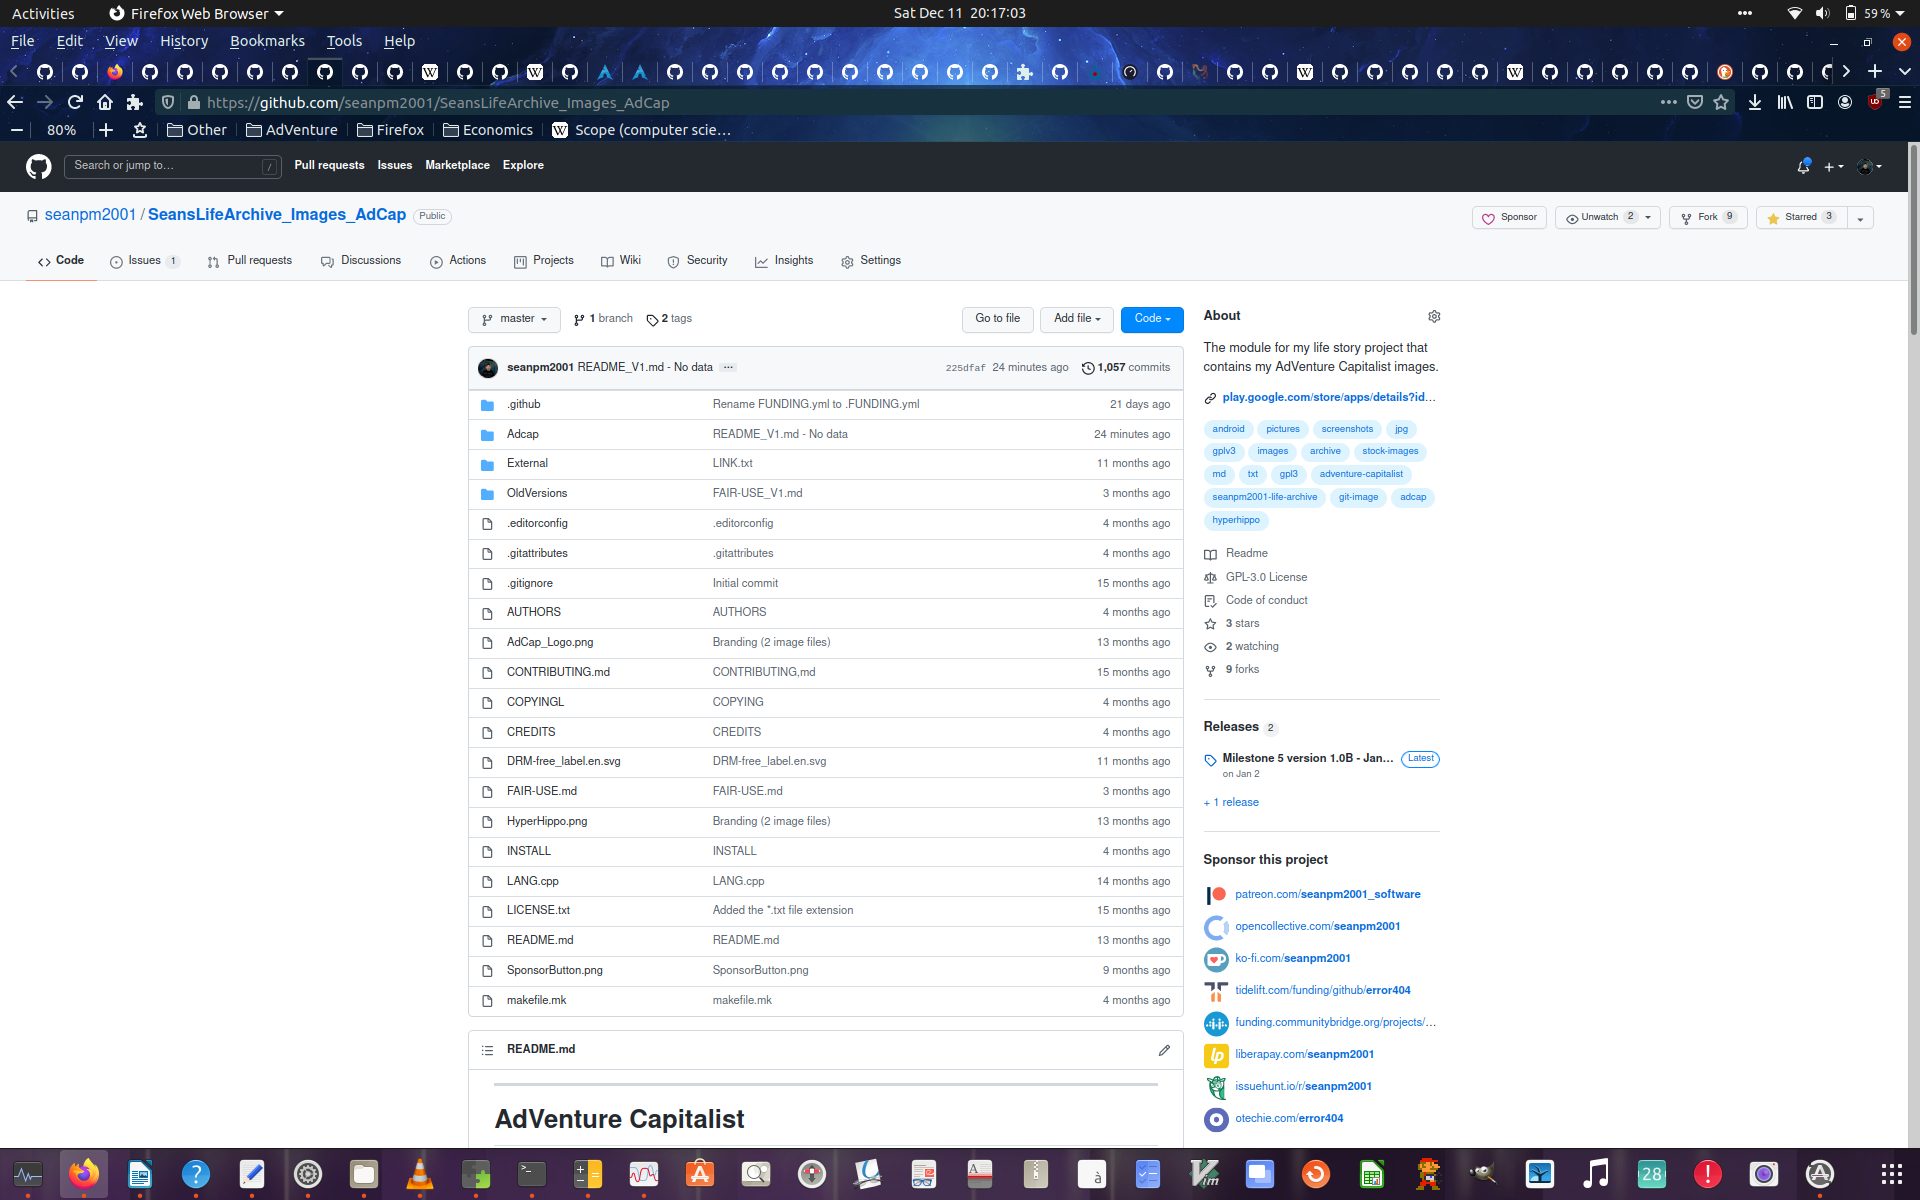 Activities Firefox Web Browser Sat Dec 11 20:17:03 59 %
File Edit View History Bookmarks Tools Help
https://github.com/seanpm2001/SeansLifeArchive_Images_AdCap 5
80% Other AdVenture Firefox Economics Scope (computer scie…
Search or jump to… / Pull requests Issues Marketplace Explore
seanpm2001 / SeansLifeArchive_Images_AdCap Public Sponsor Unwatch 2 Fork 9 Starred 3
Code Issues 1 Pull requests Discussions Actions Projects Wiki Security Insights Settings
master 1 branch 2 tags Go to file Add file Code
seanpm2001 README_V1.md - No data ... 225dfaf 24 minutes ago 1,057 commits
.github Rename FUNDING.yml to .FUNDING.yml 21 days ago
Adcap README_V1.md - No data 24 minutes ago
External LINK.txt 11 months ago
OldVersions FAIR-USE_V1.md 3 months ago
.editorconfig .editorconfig 4 months ago
.gitattributes .gitattributes 4 months ago
.gitignore Initial commit 15 months ago
AUTHORS AUTHORS 4 months ago
AdCap_Logo.png Branding (2 image files) 13 months ago
CONTRIBUTING.md CONTRIBUTING,md 15 months ago
COPYINGL COPYING 4 months ago
CREDITS CREDITS 4 months ago
DRM-free_label.en.svg DRM-free_label.en.svg 11 months ago
FAIR-USE.md FAIR-USE.md 3 months ago
HyperHippo.png Branding (2 image files) 13 months ago
INSTALL INSTALL 4 months ago
LANG.cpp LANG.cpp 14 months ago
LICENSE.txt Added the *.txt file extension 15 months ago
README.md README.md 13 months ago
SponsorButton.png SponsorButton.png 9 months ago
makefile.mk makefile.mk 4 months ago
README.md
AdVenture Capitalist
About
The module for my life story project that
contains my AdVenture Capitalist images.
play.google.com/store/apps/details?id…
android pictures screenshots jpg
gplv3 images archive stock-images
md txt gpl3 adventure-capitalist
seanpm2001-life-archive git-image adcap
hyperhippo
Readme
GPL-3.0 License
Code of conduct
3 stars
2 watching
9 forks
Releases 2
Milestone 5 version 1.0B - Jan… Latest
on Jan 2
+ 1 release
Sponsor this project
patreon.com/seanpm2001_software
opencollective.com/seanpm2001
ko-fi.com/seanpm2001
tidelift.com/funding/github/error404
funding.communitybridge.org/projects/…
liberapay.com/seanpm2001
issuehunt.io/r/seanpm2001
otechie.com/error404
28